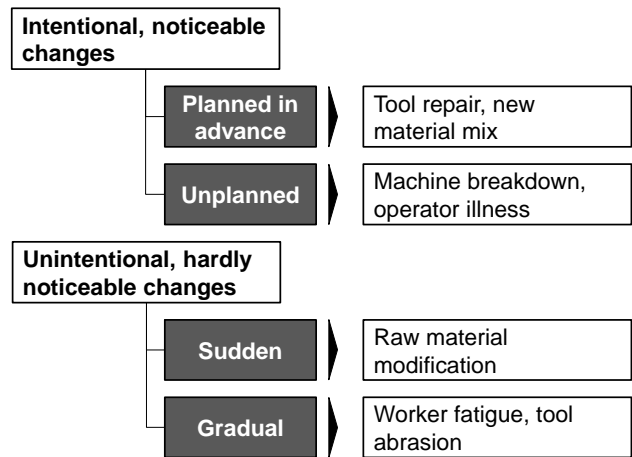 Intentional, noticeable
changes
Planned in
advance
Tool repair, new
material mix
Unplanned
Machine breakdown,
operator illness
Unintentional, hardly
noticeable changes
Sudden
Raw material
modification
Gradual
Worker fatigue, tool
abrasion